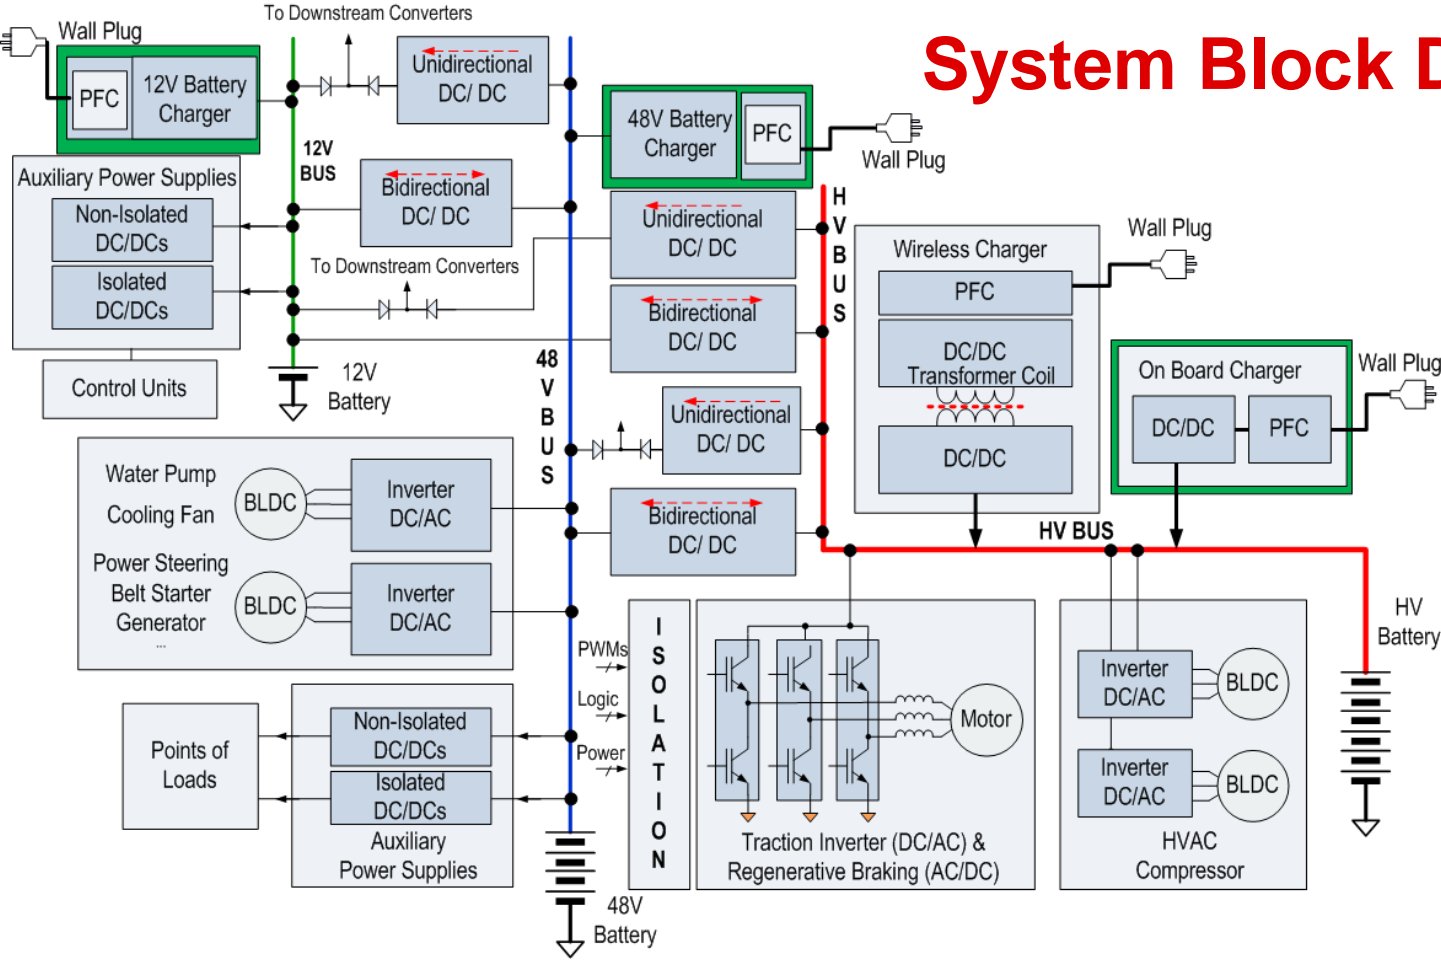 To Downstream Converters
Wall Plug
System Block D
Unidirectional
DC/ DC
PFC
12V Battery
Charger
48V Battery
Charger
PFC
Wall Plug
12V
BUS
Auxiliary Power Supplies
Non-Isolated
DC/DCs
Isolated
DC/DCs
Control Units
Bidirectional
DC/ DC
To Downstream Converters
12V
Battery
H
V
B
U
S
Unidirectional
DC/ DC
Bidirectional
DC/ DC
48
V
B
U
S
Unidirectional
DC/ DC
Bidirectional
DC/ DC
Wireless Charger
PFC
DC/DC
Transformer Coil
DC/DC
Wall Plug
On Board Charger
DC/DC
PFC
Wall Plug
HV BUS
Water Pump
Cooling Fan
BLDC
Inverter
DC/AC
Power Steering
Belt Starter
Generator
...
BLDC
Inverter
DC/AC
PWMs
Logic
Power
I
S
O
L
A
T
I
O
N
Motor
Traction Inverter (DC/AC) &
Regenerative Braking (AC/DC)
Inverter
DC/AC
BLDC
Inverter
DC/AC
BLDC
HVAC
Compressor
HV
Battery
Points of
Loads
Non-Isolated
DC/DCs
Isolated
DC/DCs
Auxiliary
Power Supplies
48V
Battery